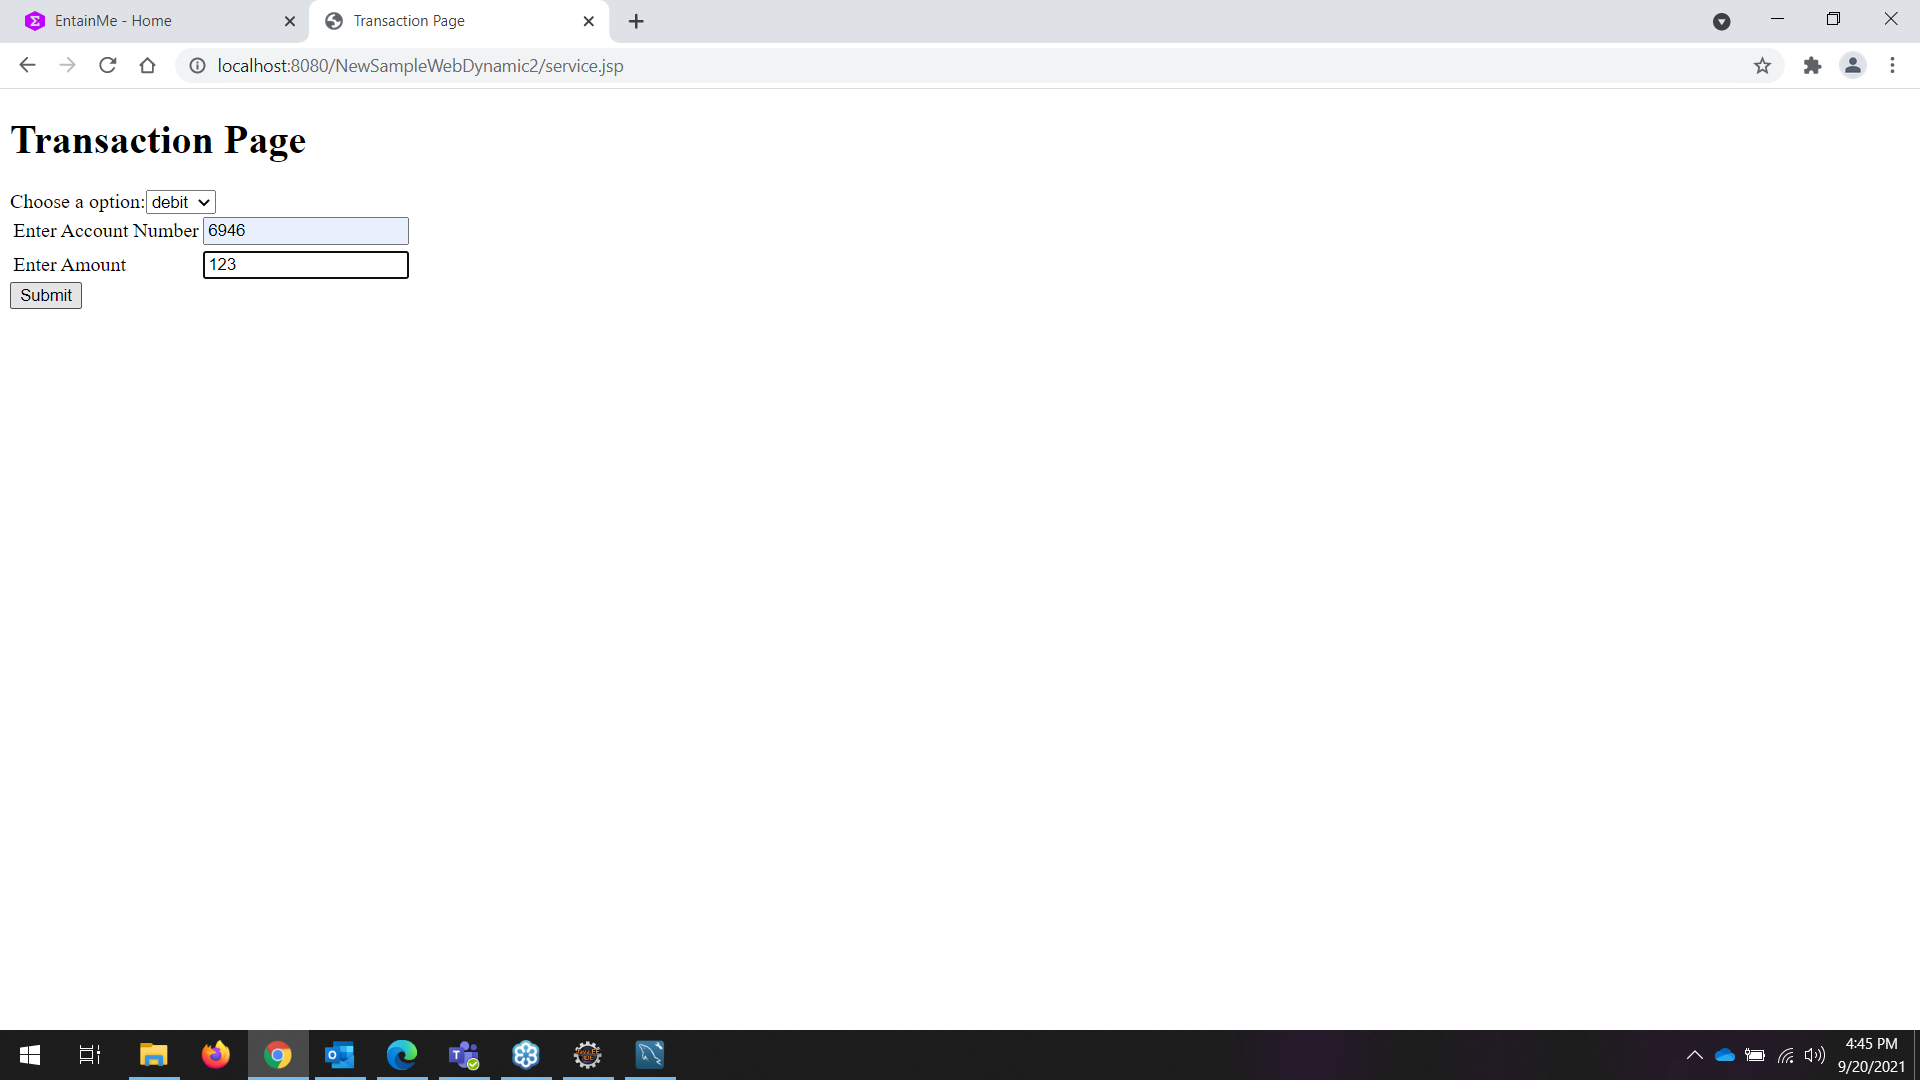 EntainMe - Home
Transaction Page
localhost:8080/NewSampleWebDynamic2/service.jsp
Transaction Page
Choose a option: debit
Enter Account Number 6946
Enter Amount 123
Submit
4:45 PM
9/20/2021